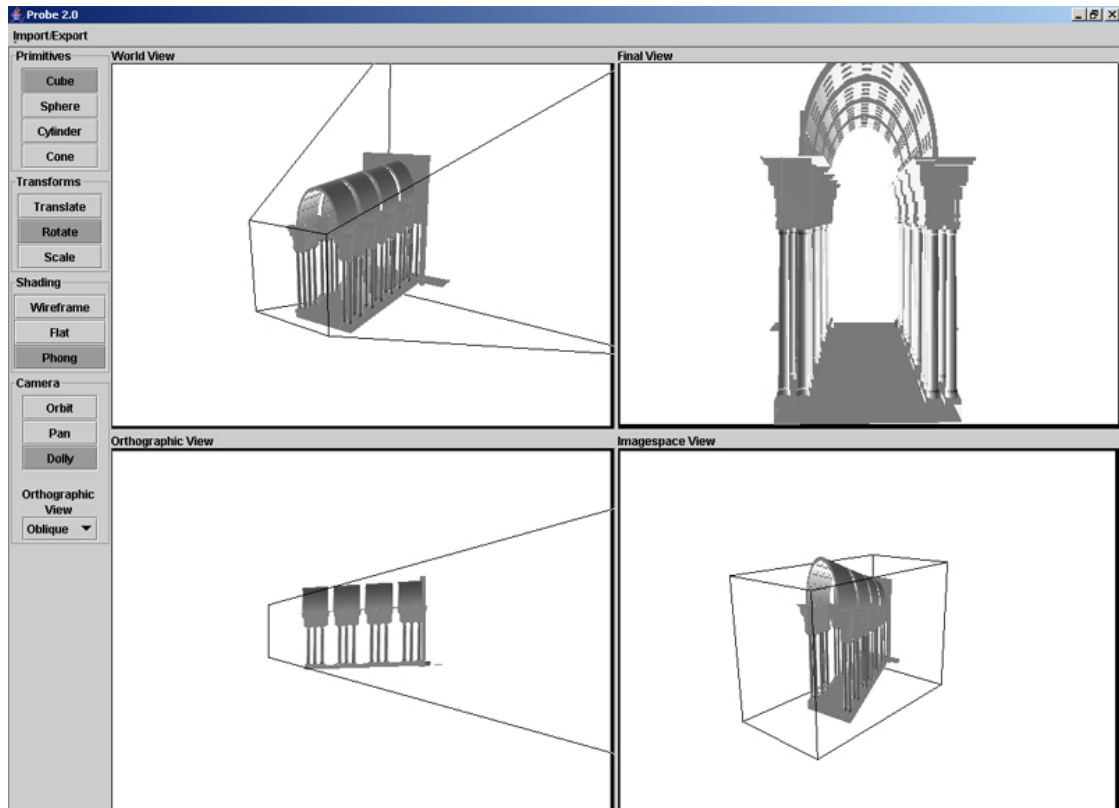 Probe 2.0
Import/Export
Primitives
Cube
Sphere
Cylinder
Cone
Transforms
Translate
Rotate
Scale
Shading
Wireframe
Flat
Phong
Camera
Orbit
Pan
Dolly
Orthographic
View
Oblique
World View
Final View
Orthographic View
Imagespace View